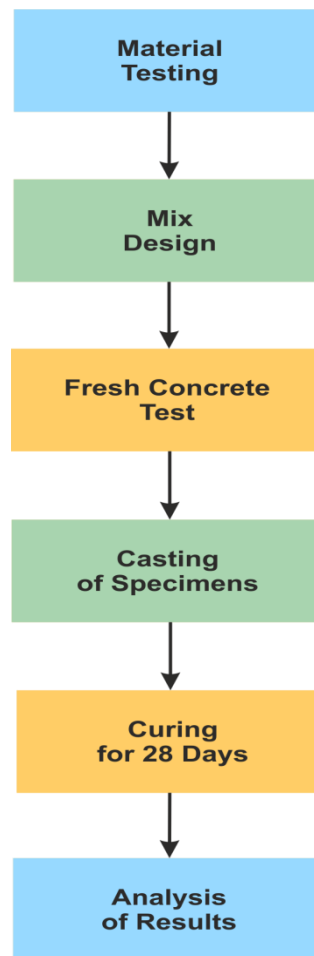 Material
Testing
Mix
Design
Fresh Concrete
Test
Casting
of Specimens
Curing
for 28 Days
Analysis
of Results